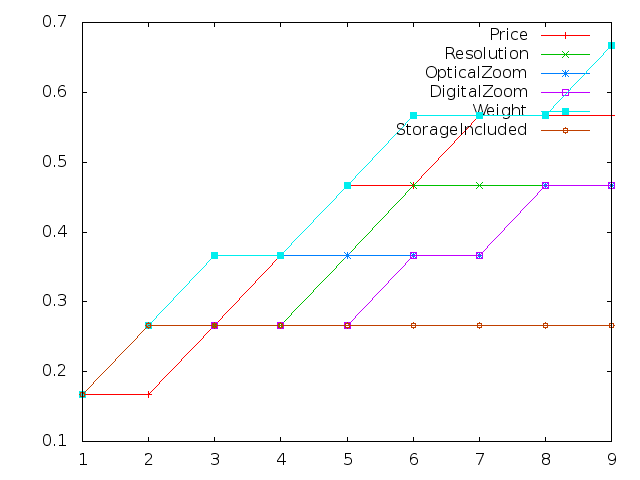 0.7
0.6
0.5
0.4
0.3
0.2
0.1
1 2 3 4 5 6 7 8 9
Price
Resolution
OpticalZoom
DigitalZoom
Weight
StorageIncluded